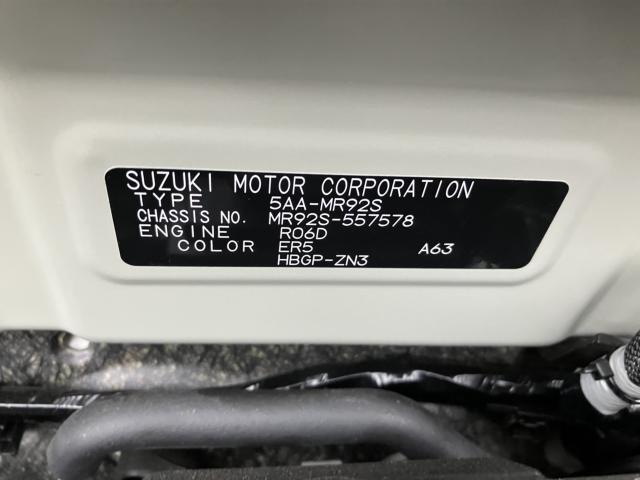 SUZUKI MOTOR CORPORATION
TYPE 5AA-MR92S
CHASSIS NO. MR92S-557578
ENGINE R06D
COLOR ER5 A63
HBGP-ZN3